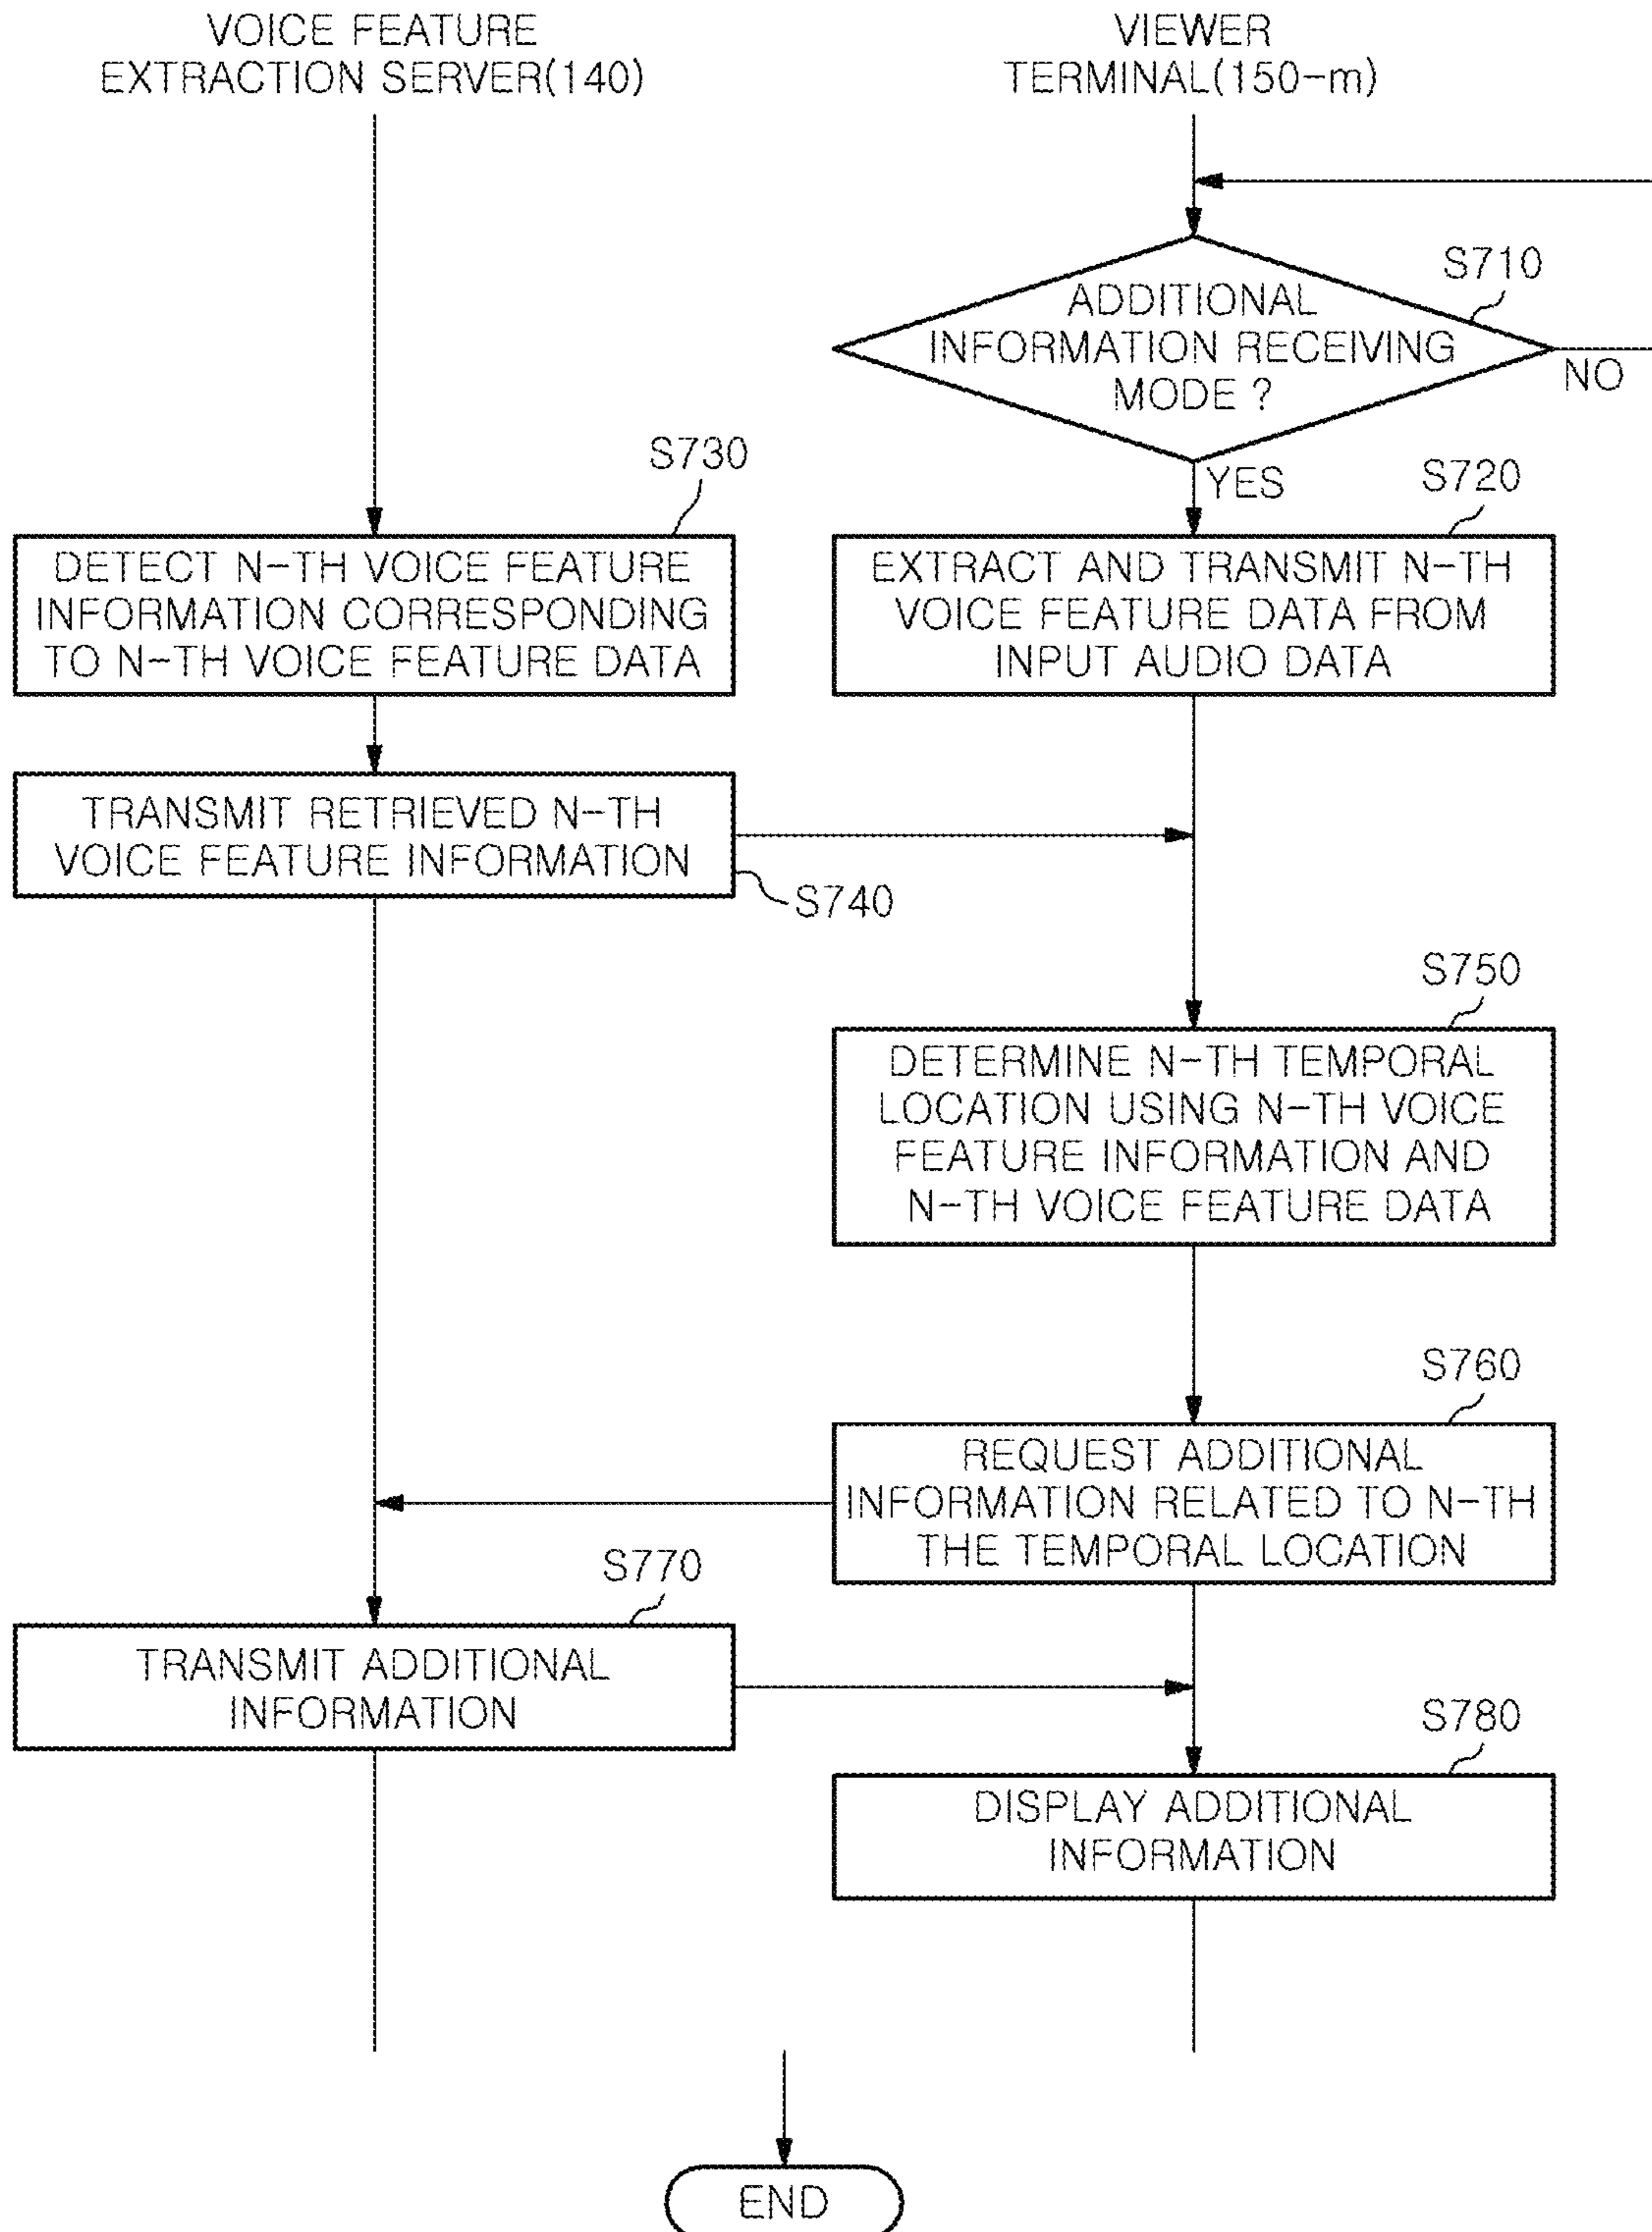 VOICE FEATURE
EXTRACTION SERVER(140)
VIEWER
TERMINAL(150-m)
S710
ADDITIONAL
INFORMATION RECEIVING
MODE ?
NO
YES
S730
DETECT N-TH VOICE FEATURE
INFORMATION CORRESPONDING
TO N-TH VOICE FEATURE DATA
S720
EXTRACT AND TRANSMIT N-TH
VOICE FEATURE DATA FROM
INPUT AUDIO DATA
TRANSMIT RETRIEVED N-TH
VOICE FEATURE INFORMATION
S740
S750
DETERMINE N-TH TEMPORAL
LOCATION USING N-TH VOICE
FEATURE INFORMATION AND
N-TH VOICE FEATURE DATA
S760
REQUEST ADDITIONAL
INFORMATION RELATED TO N-TH
THE TEMPORAL LOCATION
S770
TRANSMIT ADDITIONAL
INFORMATION
S780
DISPLAY ADDITIONAL
INFORMATION
END